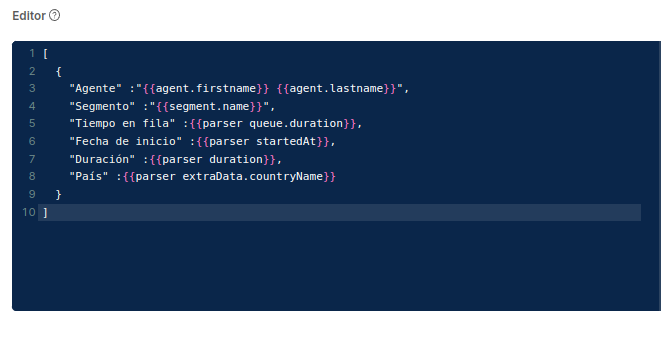 Editor ?
1 [
2 {
3 "Agente" :"{{agent.firstname}} {{agent.lastname}}",
4 "Segmento" :"{{segment.name}}",
5 "Tiempo en fila" :{{parser queue.duration}},
6 "Fecha de inicio" :{{parser startedAt}},
7 "Duración" :{{parser duration}},
8 "País" :{{parser extraData.countryName}}
9 }
10 ]